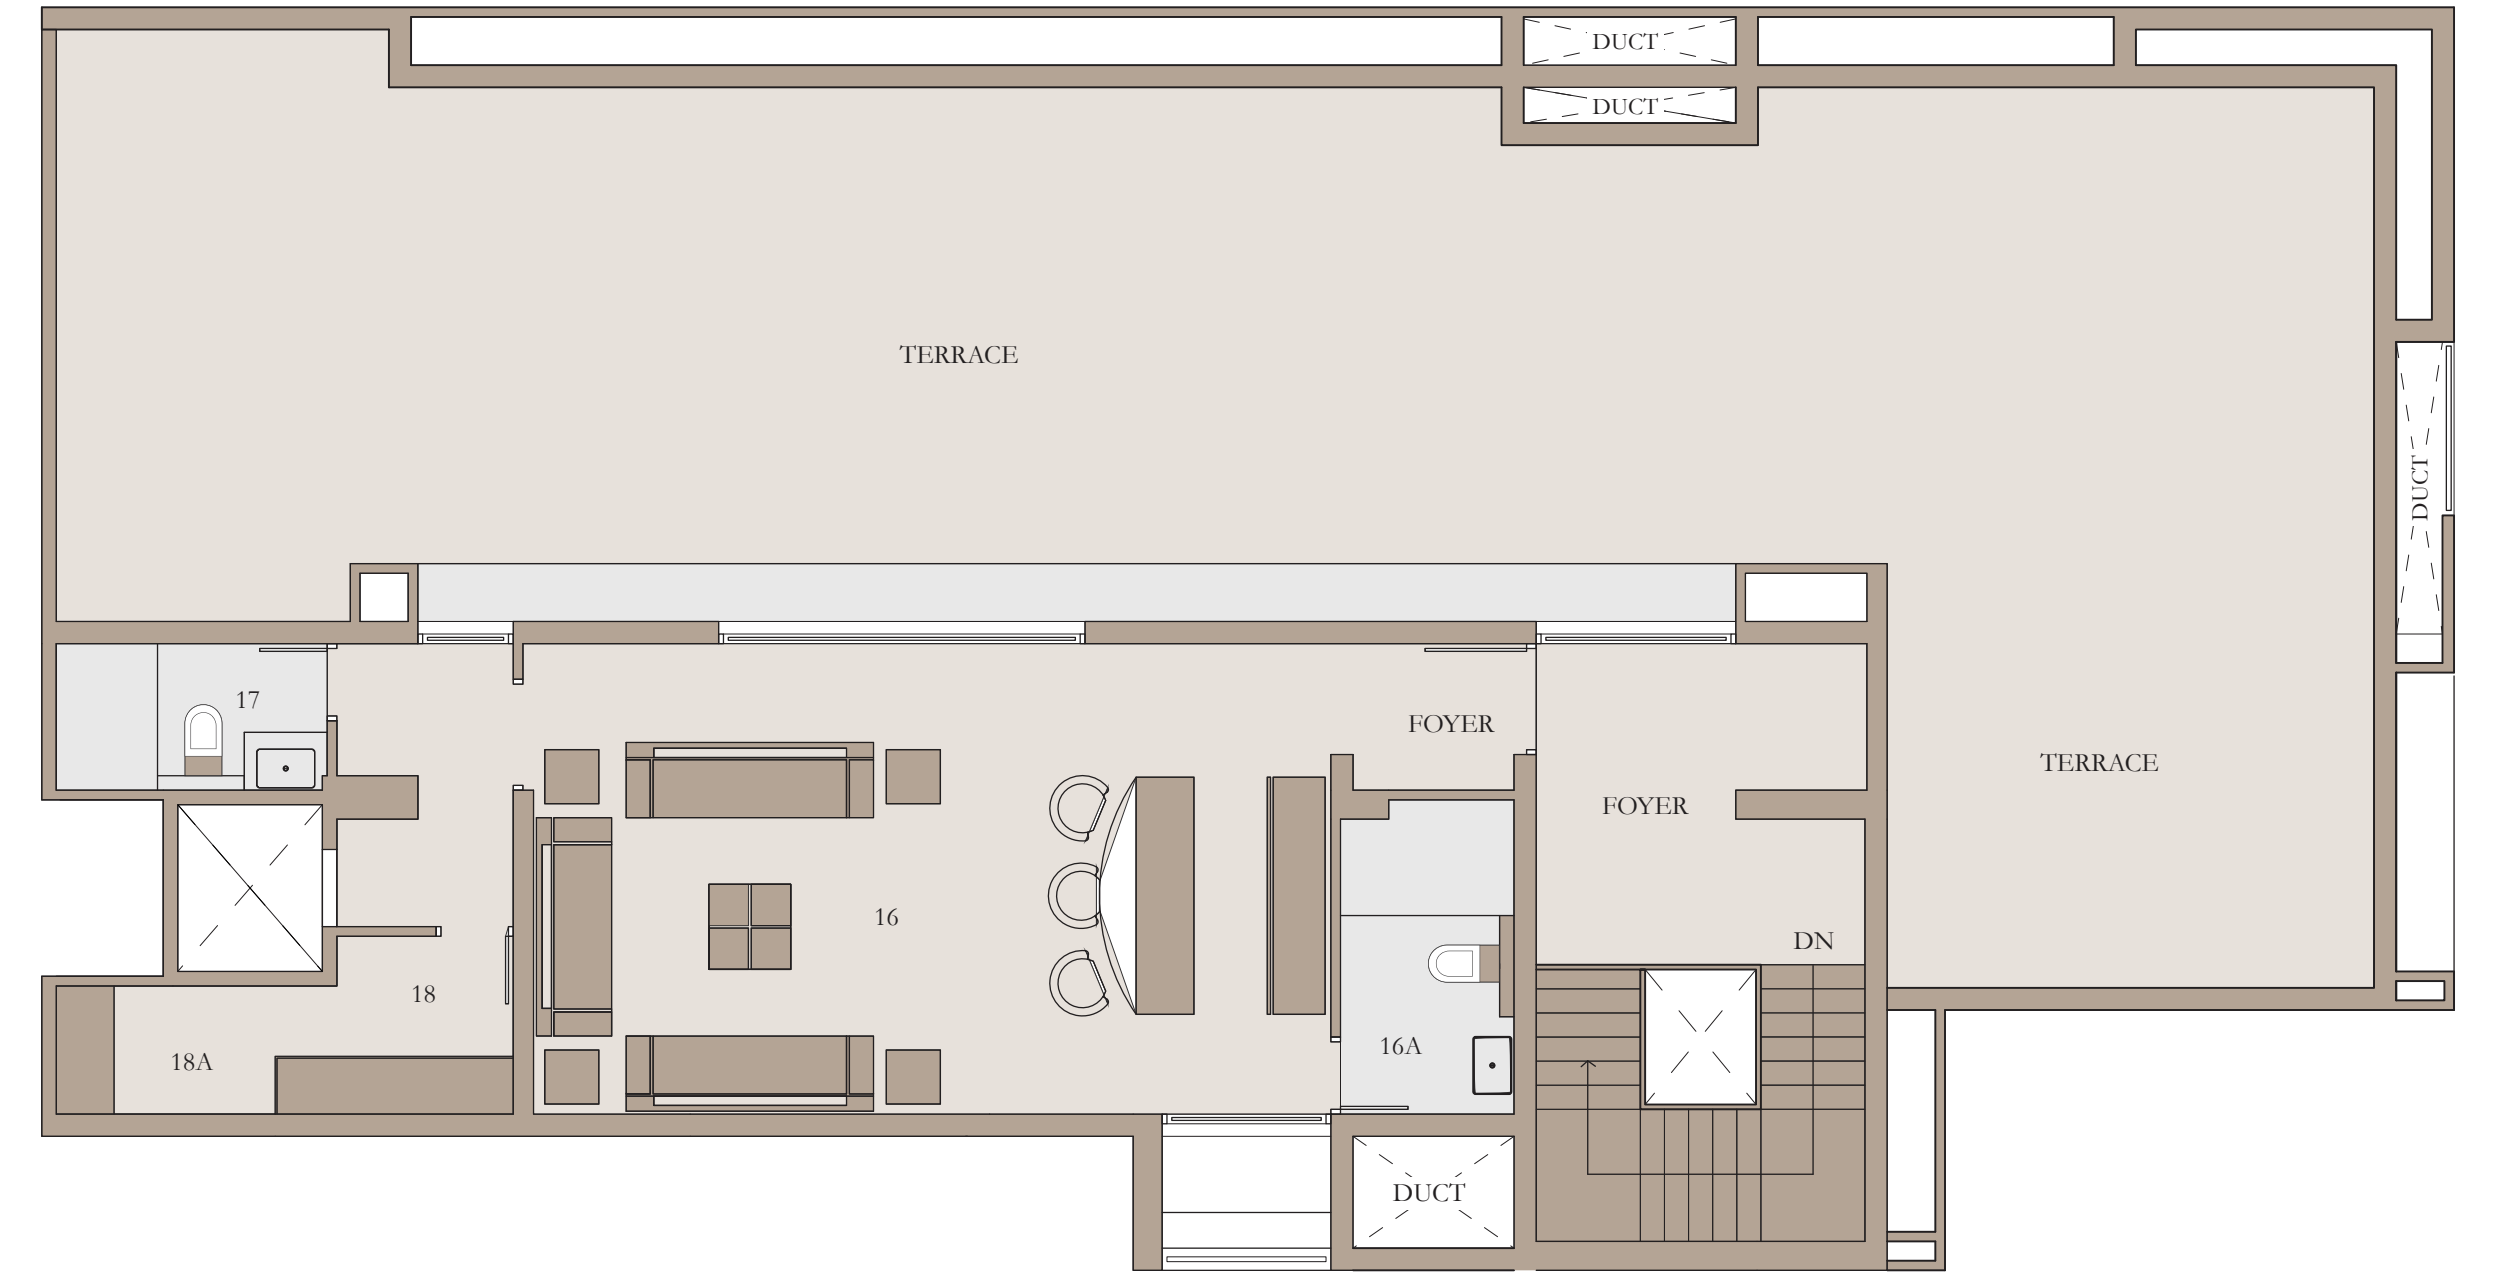 DUCT
DUCT
TERRACE
DUCT
17
FOYER
TERRACE
FOYER
16
DN
18
16A
18A
DUCT